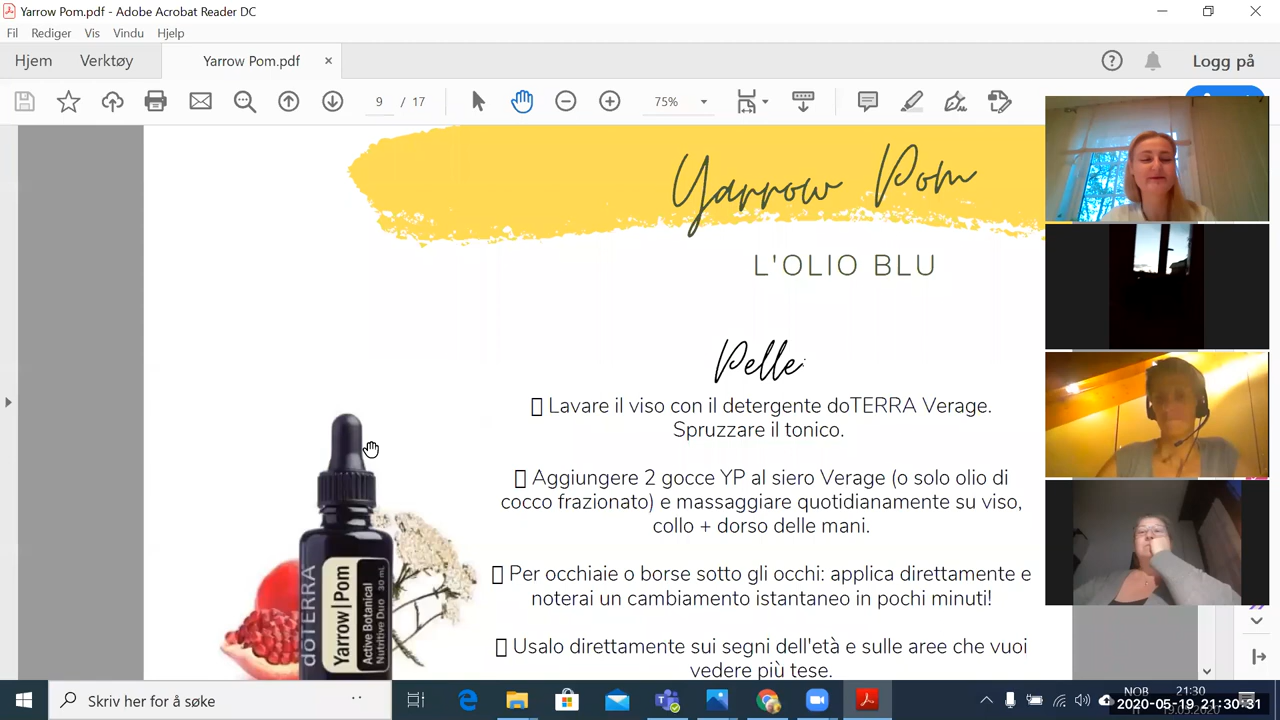 Yarrow Pom.pdf - Adobe Acrobat Reader DC
Fil Rediger Vis Vindu Hjelp
Hjem Verktøy Yarrow Pom.pdf × Logg på
9 / 17 75%
Yarrow Pom
L'OLIO BLU
Pelle
Lavare il viso con il detergente doTERRA Verage.
Spruzzare il tonico.
Aggiungere 2 gocce YP al siero Verage (o solo olio di
cocco frazionato) e massaggiare quotidianamente su viso,
collo + dorso delle mani.
Per occhiaie o borse sotto gli occhi: applica direttamente e
noterai un cambiamento istantaneo in pochi minuti!
Usalo direttamente sui segni dell'età e sulle aree che vuoi
vedere più tese.
dōTERRA
Yarrow|Pom
Active Botanical
Nutritive Duo 30 mL
Skriv her for å søke
NOB 21:30
2020-05-19 21:30:31